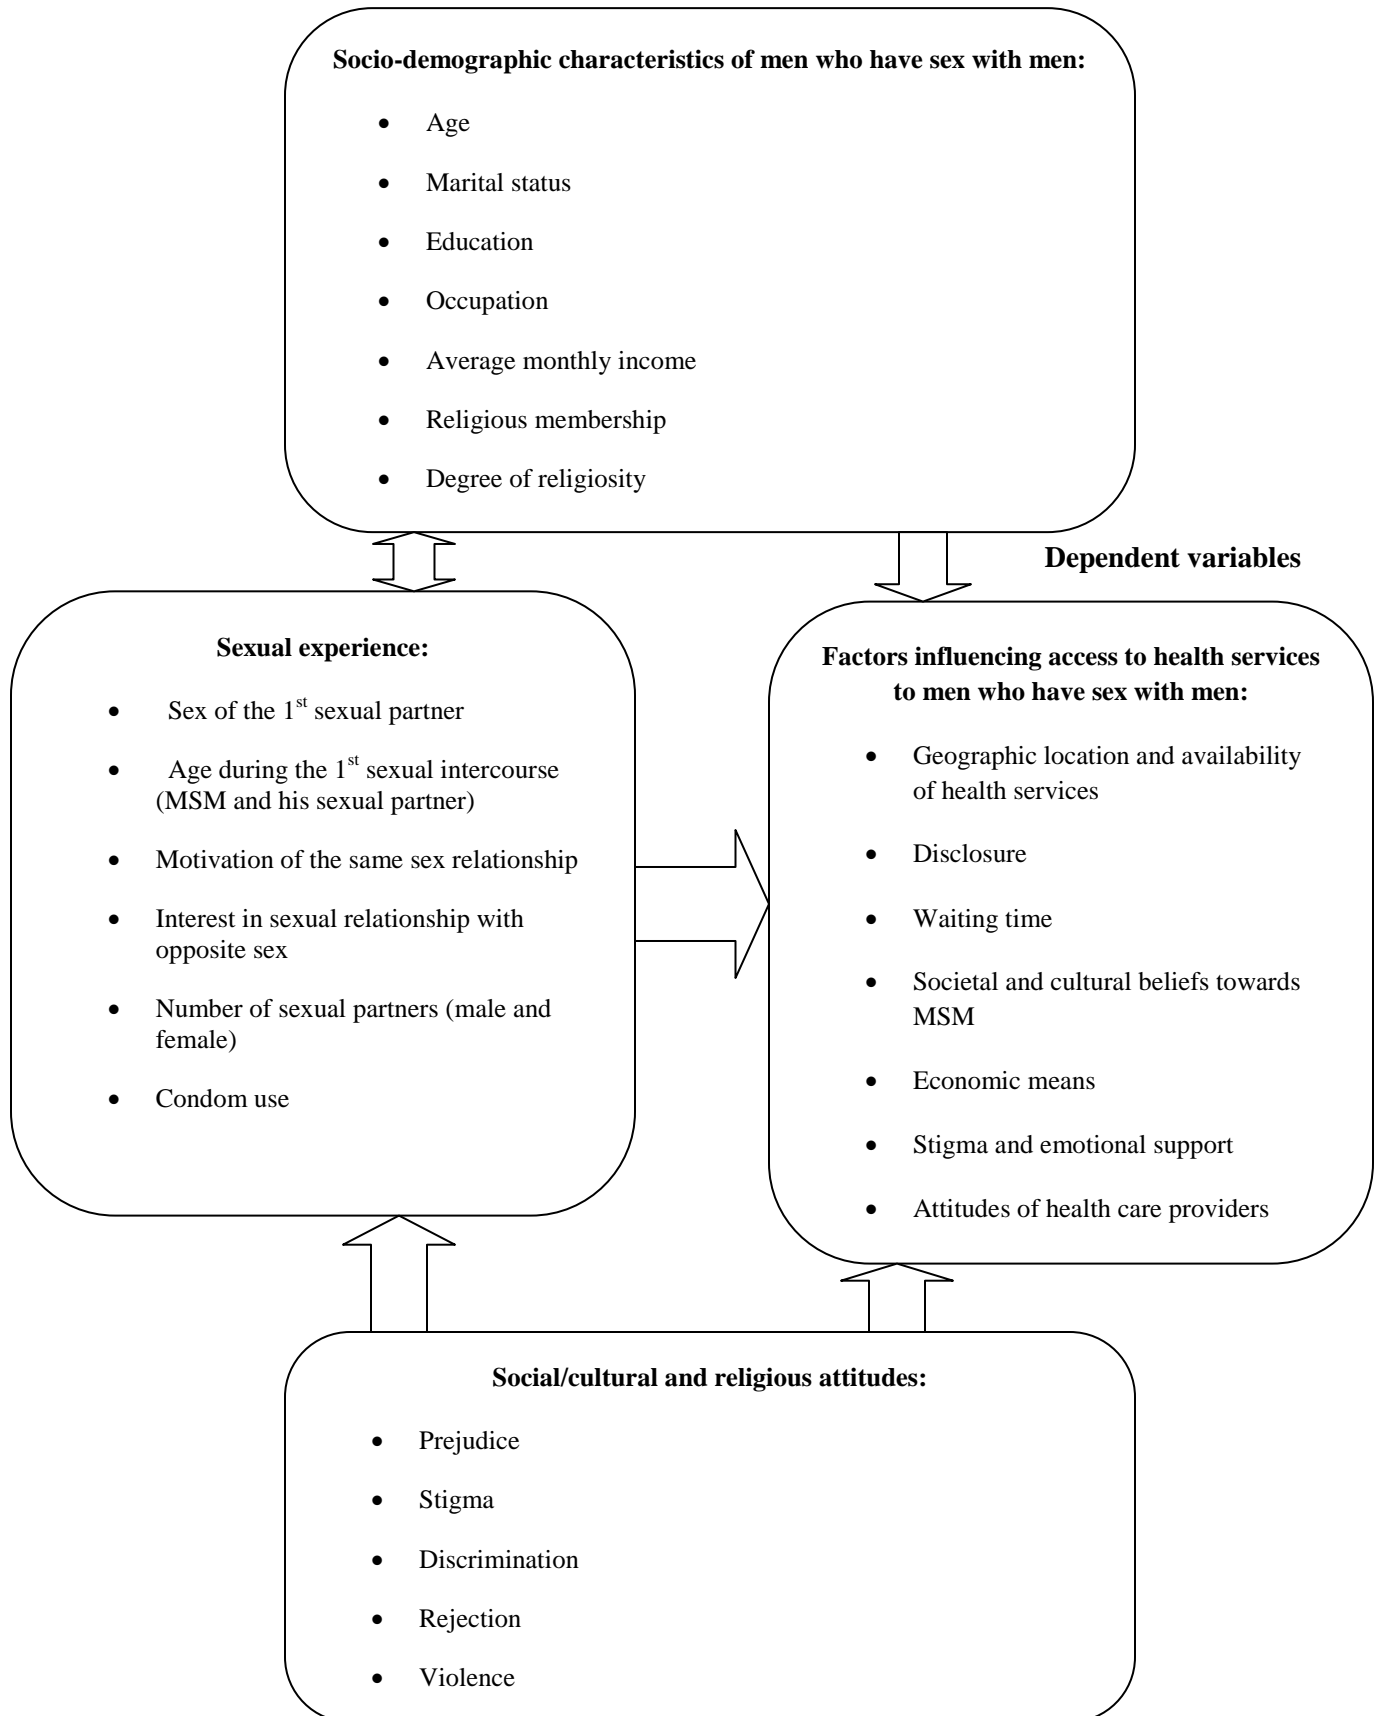 Socio-demographic characteristics of men who have sex with men:
• Age
• Marital status
• Education
• Occupation
• Average monthly income
• Religious membership
• Degree of religiosity
Dependent variables
Sexual experience:
• Sex of the 1st sexual partner
• Age during the 1st sexual intercourse
(MSM and his sexual partner)
• Motivation of the same sex relationship
• Interest in sexual relationship with
opposite sex
• Number of sexual partners (male and
female)
• Condom use
Factors influencing access to health services
to men who have sex with men:
• Geographic location and availability
of health services
• Disclosure
• Waiting time
• Societal and cultural beliefs towards
MSM
• Economic means
• Stigma and emotional support
• Attitudes of health care providers
Social/cultural and religious attitudes:
• Prejudice
• Stigma
• Discrimination
• Rejection
• Violence